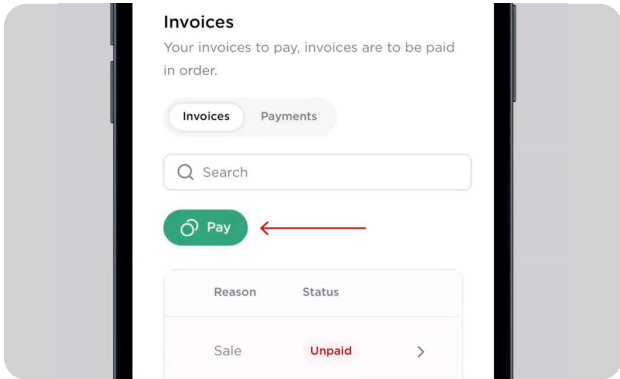 Invoices
Your invoices to pay, invoices are to be paid
in order.
Invoices Payments
Search
Pay
Reason Status
Sale Unpaid